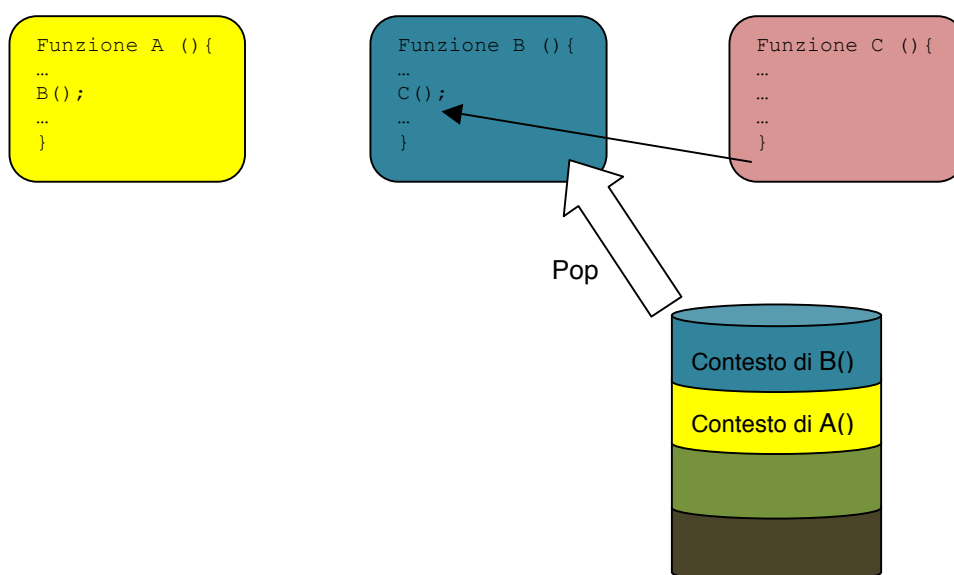 Funzione A (){
…
B();
…
}
Funzione B (){
…
C();
…
}
Funzione C (){
…
…
…
}
Pop
Contesto di B()
Contesto di A()